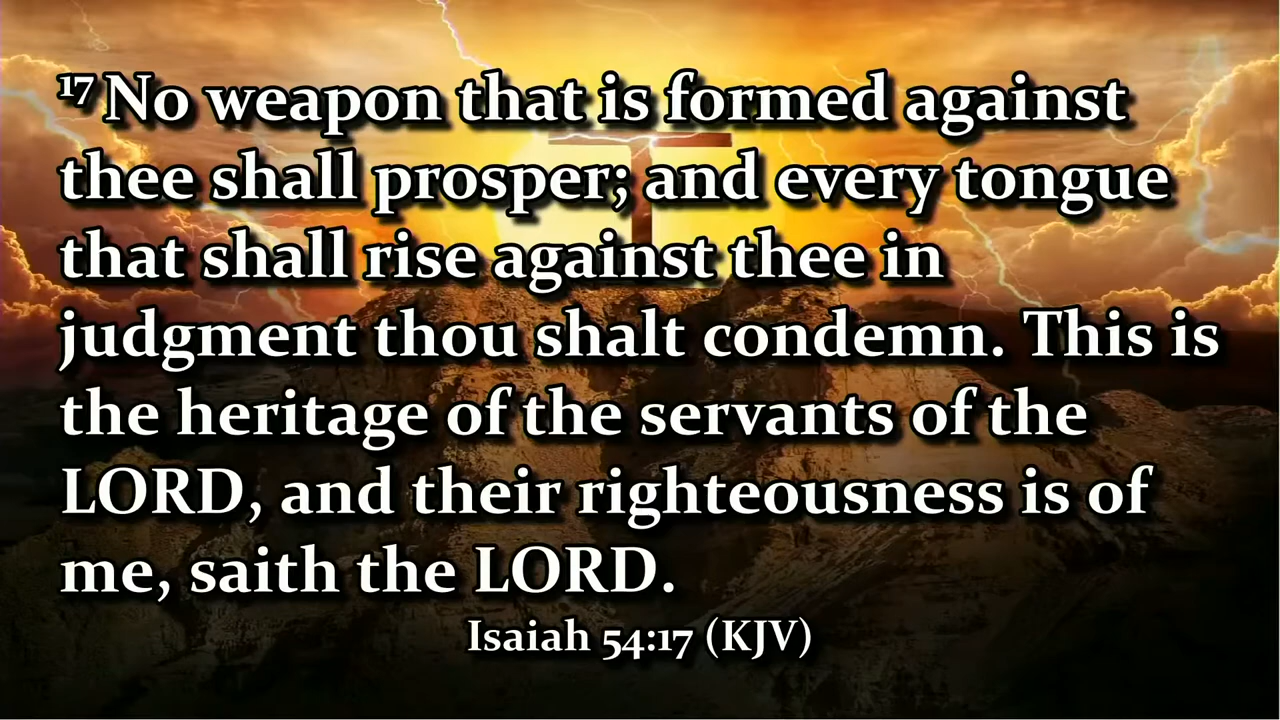 17 No weapon that is formed against
thee shall prosper; and every tongue
that shall rise against thee in
judgment thou shalt condemn. This is
the heritage of the servants of the
LORD, and their righteousness is of
me, saith the LORD.
Isaiah 54:17 (KJV)